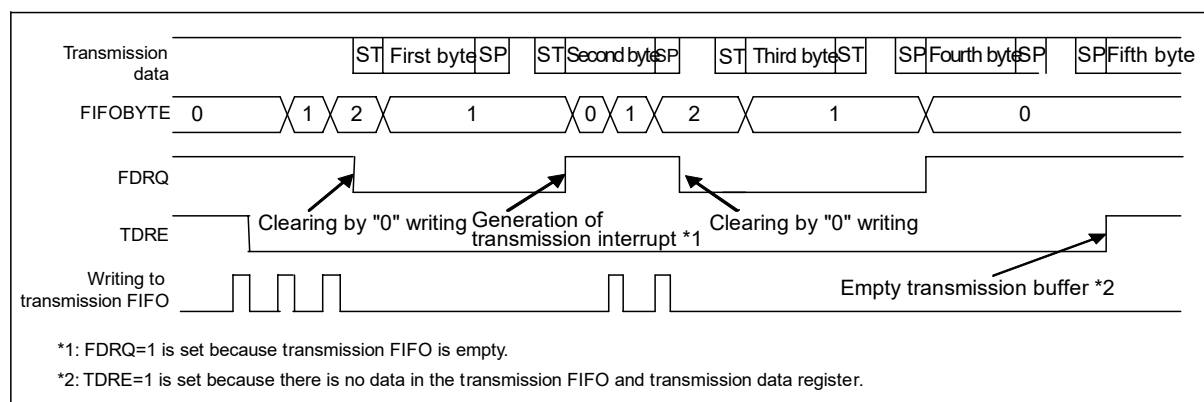 Transmission data
ST First byte SP ST Second byte SP ST Third byte ST SP Fourth byte SP SP Fifth byte
FIFOBYTE 0 1 2 1 0 1 2 1 0
FDRQ
Clearing by "0" writing Generation of transmission interrupt *1 Clearing by "0" writing
TDRE
Writing to transmission FIFO
Empty transmission buffer *2
*1: FDRQ=1 is set because transmission FIFO is empty.
*2: TDRE=1 is set because there is no data in the transmission FIFO and transmission data register.